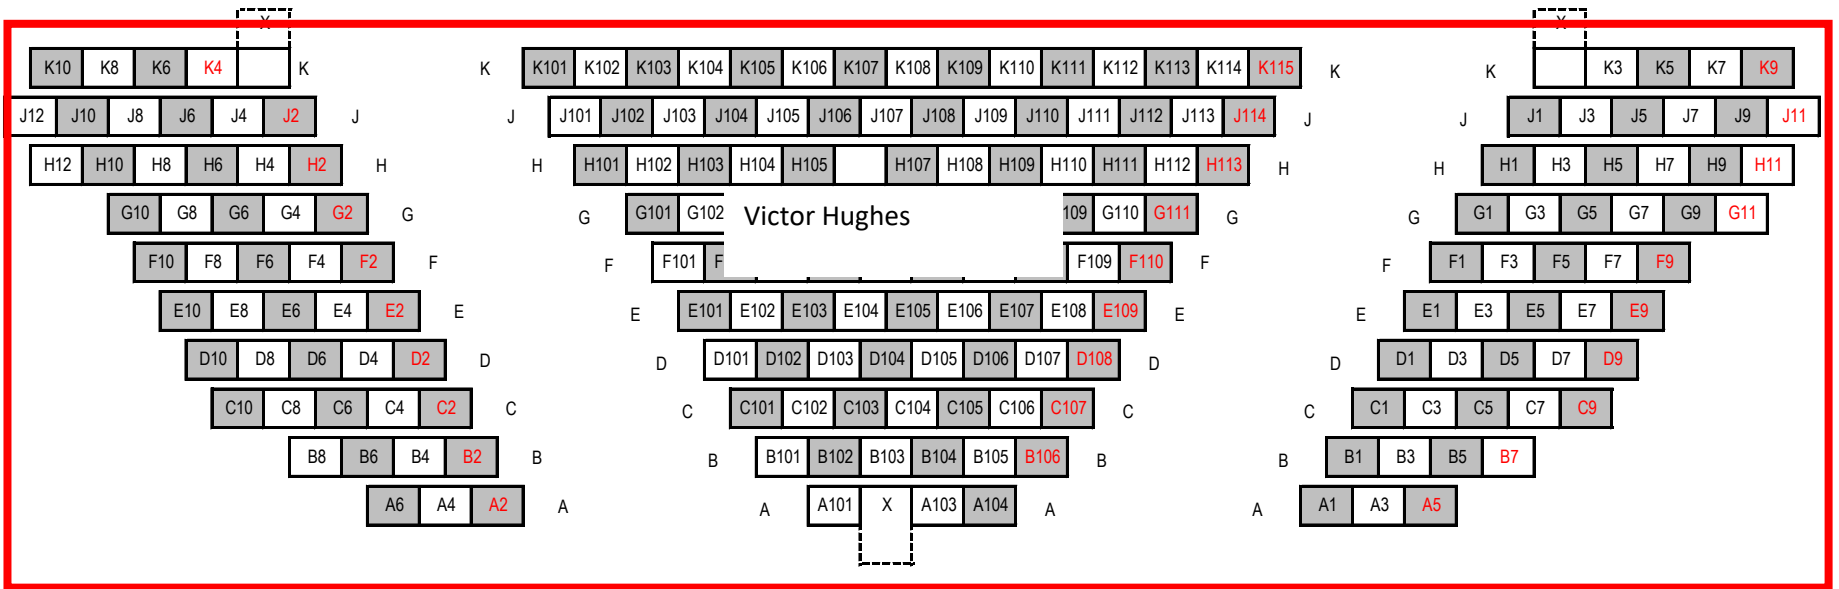 X X
K10 K8 K6 K4 K K K101 K102 K103 K104 K105 K106 K107 K108 K109 K110 K111 K112 K113 K114 K115 K K K3 K5 K7 K9
J12 J10 J8 J6 J4 J2 J J J101 J102 J103 J104 J105 J106 J107 J108 J109 J110 J111 J112 J113 J114 J J J1 J3 J5 J7 J9 J11
H12 H10 H8 H6 H4 H2 H H H101 H102 H103 H104 H105 H107 H108 H109 H110 H111 H112 H113 H H H1 H3 H5 H7 H9 H11
G10 G8 G6 G4 G2 G G G101 G102 Victor Hughes 109 G110 G111 G G G1 G3 G5 G7 G9 G11
F10 F8 F6 F4 F2 F F F101 F F109 F110 F F F1 F3 F5 F7 F9
E10 E8 E6 E4 E2 E E E101 E102 E103 E104 E105 E106 E107 E108 E109 E E E1 E3 E5 E7 E9
D10 D8 D6 D4 D2 D D D101 D102 D103 D104 D105 D106 D107 D108 D D D1 D3 D5 D7 D9
C10 C8 C6 C4 C2 C C C101 C102 C103 C104 C105 C106 C107 C C C1 C3 C5 C7 C9
B8 B6 B4 B2 B B B101 B102 B103 B104 B105 B106 B B B1 B3 B5 B7
A6 A4 A2 A A A101 X A103 A104 A A A1 A3 A5